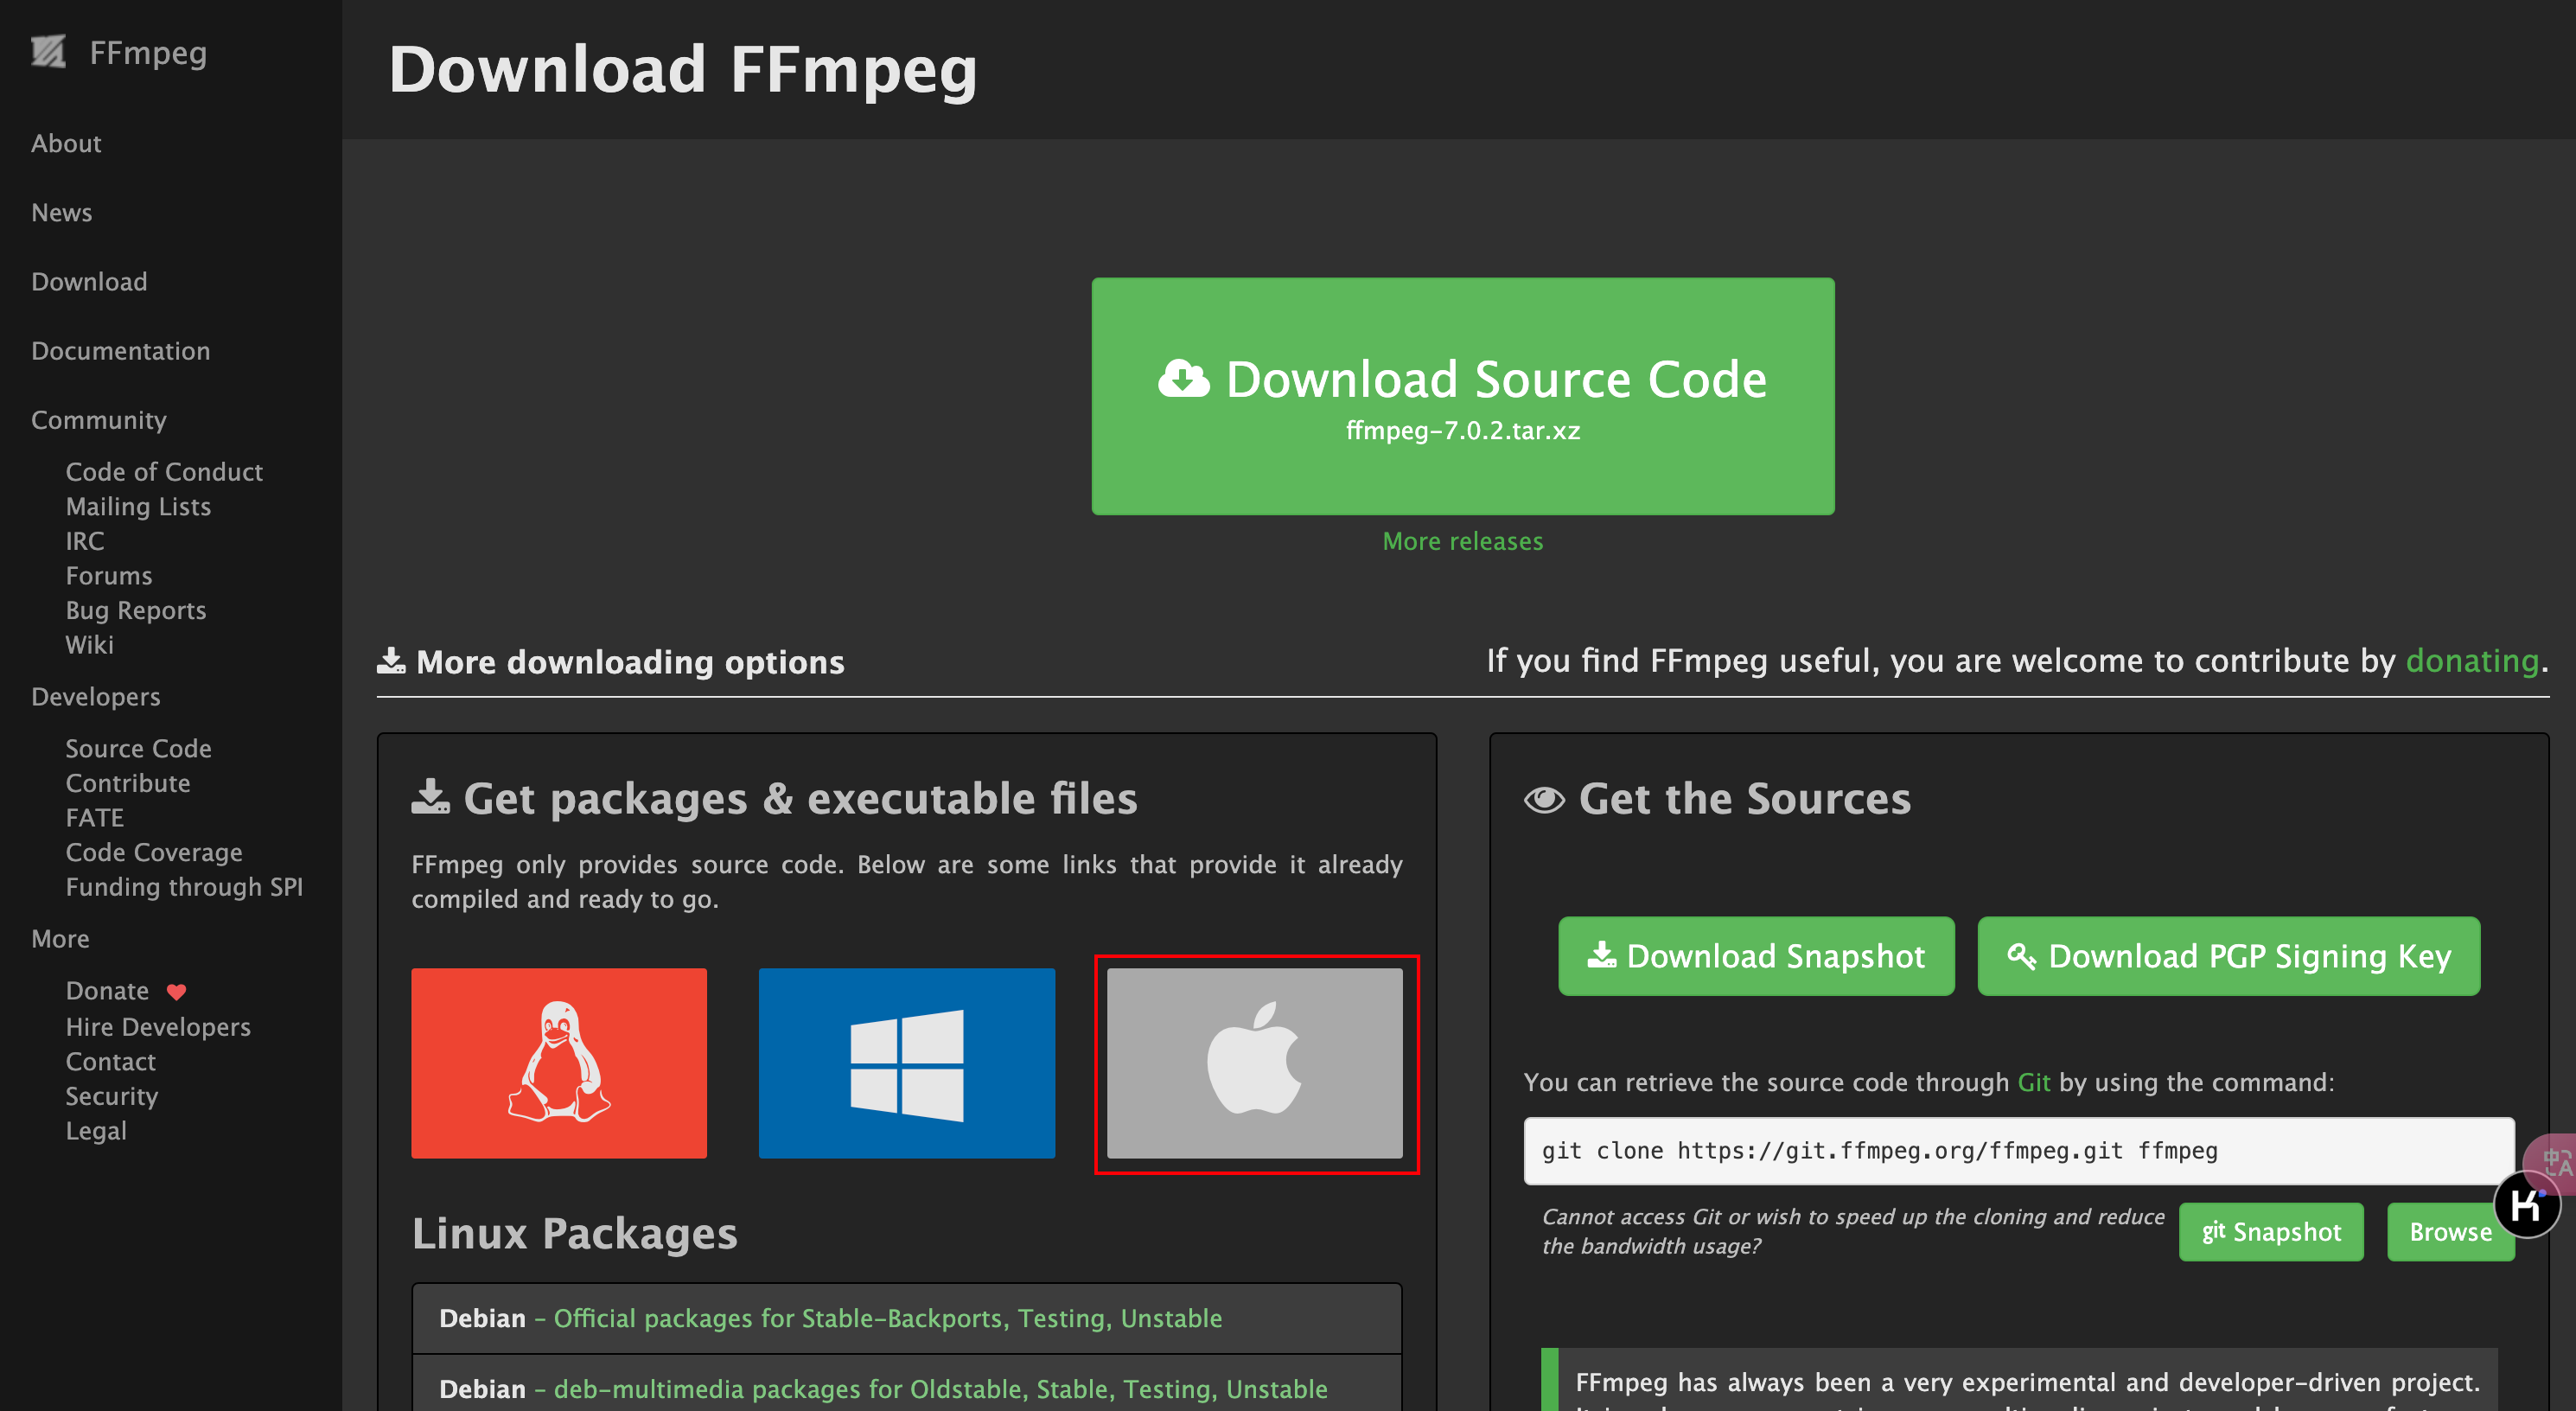 FFmpeg
About
News
Download
Documentation
Community
Code of Conduct
Mailing Lists
IRC
Forums
Bug Reports
Wiki
Developers
Source Code
Contribute
FATE
Code Coverage
Funding through SPI
More
Donate
Hire Developers
Contact
Security
Legal
Download FFmpeg
Download Source Code
ffmpeg-7.0.2.tar.xz
More releases
More downloading options
If you find FFmpeg useful, you are welcome to contribute by donating.
Get packages & executable files
FFmpeg only provides source code. Below are some links that provide it already
compiled and ready to go.
Linux Packages
Debian – Official packages for Stable-Backports, Testing, Unstable
Debian – deb-multimedia packages for Oldstable, Stable, Testing, Unstable
Get the Sources
Download Snapshot
Download PGP Signing Key
You can retrieve the source code through Git by using the command:
git clone https://git.ffmpeg.org/ffmpeg.git ffmpeg
Cannot access Git or wish to speed up the cloning and reduce
the bandwidth usage?
git Snapshot
Browse
FFmpeg has always been a very experimental and developer-driven project.
中A
K